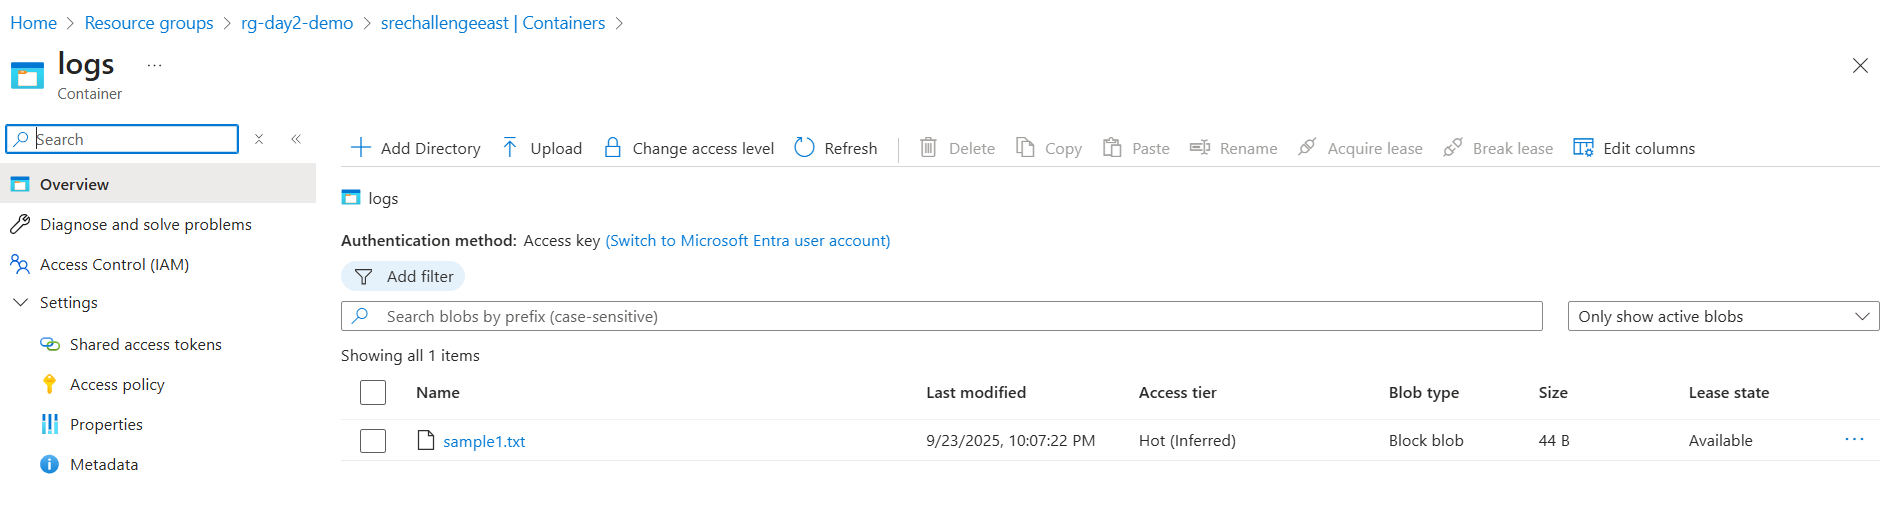 Home > Resource groups > rg-day2-demo > srechallengeeast | Containers >
logs ...
Container
Search
Overview
Diagnose and solve problems
Access Control (IAM)
Settings
Shared access tokens
Access policy
Properties
Metadata
Add Directory Upload Change access level Refresh Delete Copy Paste Rename Acquire lease Break lease Edit columns
logs
Authentication method: Access key (Switch to Microsoft Entra user account)
Add filter
Search blobs by prefix (case-sensitive) Only show active blobs
Showing all 1 items
Name Last modified Access tier Blob type Size Lease state
sample1.txt 9/23/2025, 10:07:22 PM Hot (Inferred) Block blob 44 B Available ...